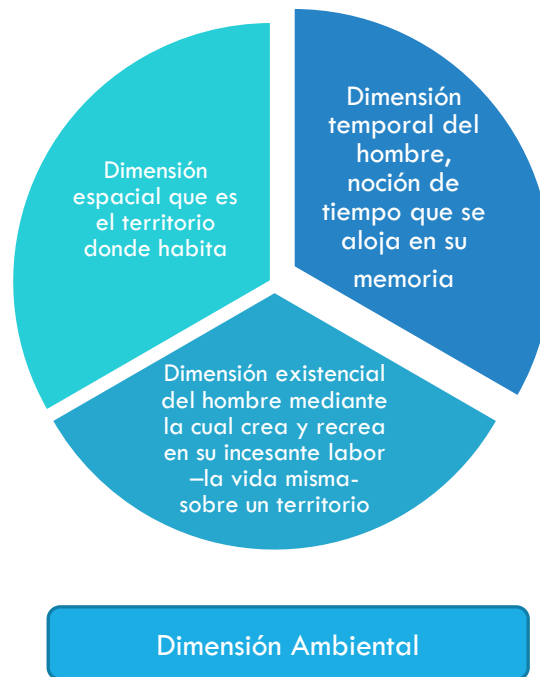 Dimensión
espacial que es
el territorio
donde habita
Dimensión
temporal del
hombre,
noción de
tiempo que se
aloja en su
memoria
Dimensión existencial
del hombre mediante
la cual crea y recrea
en su incesante labor
–la vida misma-
sobre un territorio
Dimensión Ambiental